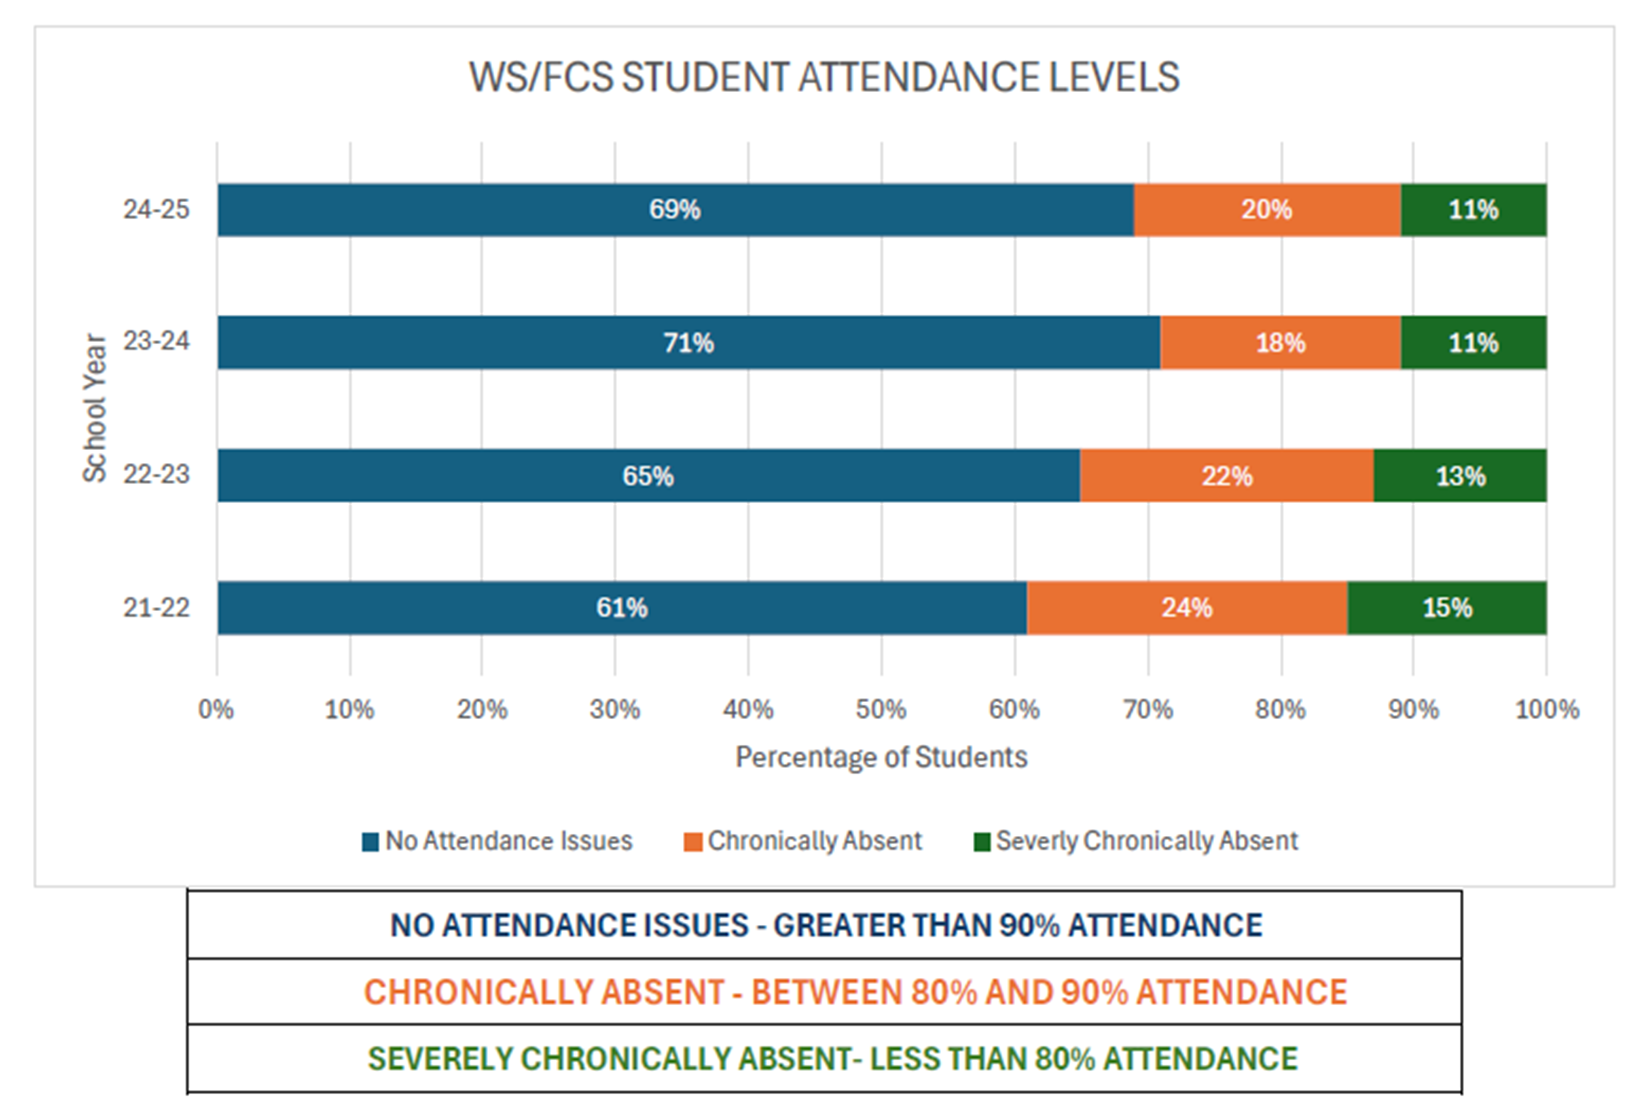 WS/FCS STUDENT ATTENDANCE LEVELS
School Year
24-25
69% 20% 11%
23-24
71% 18% 11%
22-23
65% 22% 13%
21-22
61% 24% 15%
0% 10% 20% 30% 40% 50% 60% 70% 80% 90% 100%
Percentage of Students
No Attendance Issues Chronically Absent Severly Chronically Absent
NO ATTENDANCE ISSUES - GREATER THAN 90% ATTENDANCE
CHRONICALLY ABSENT - BETWEEN 80% AND 90% ATTENDANCE
SEVERELY CHRONICALLY ABSENT- LESS THAN 80% ATTENDANCE